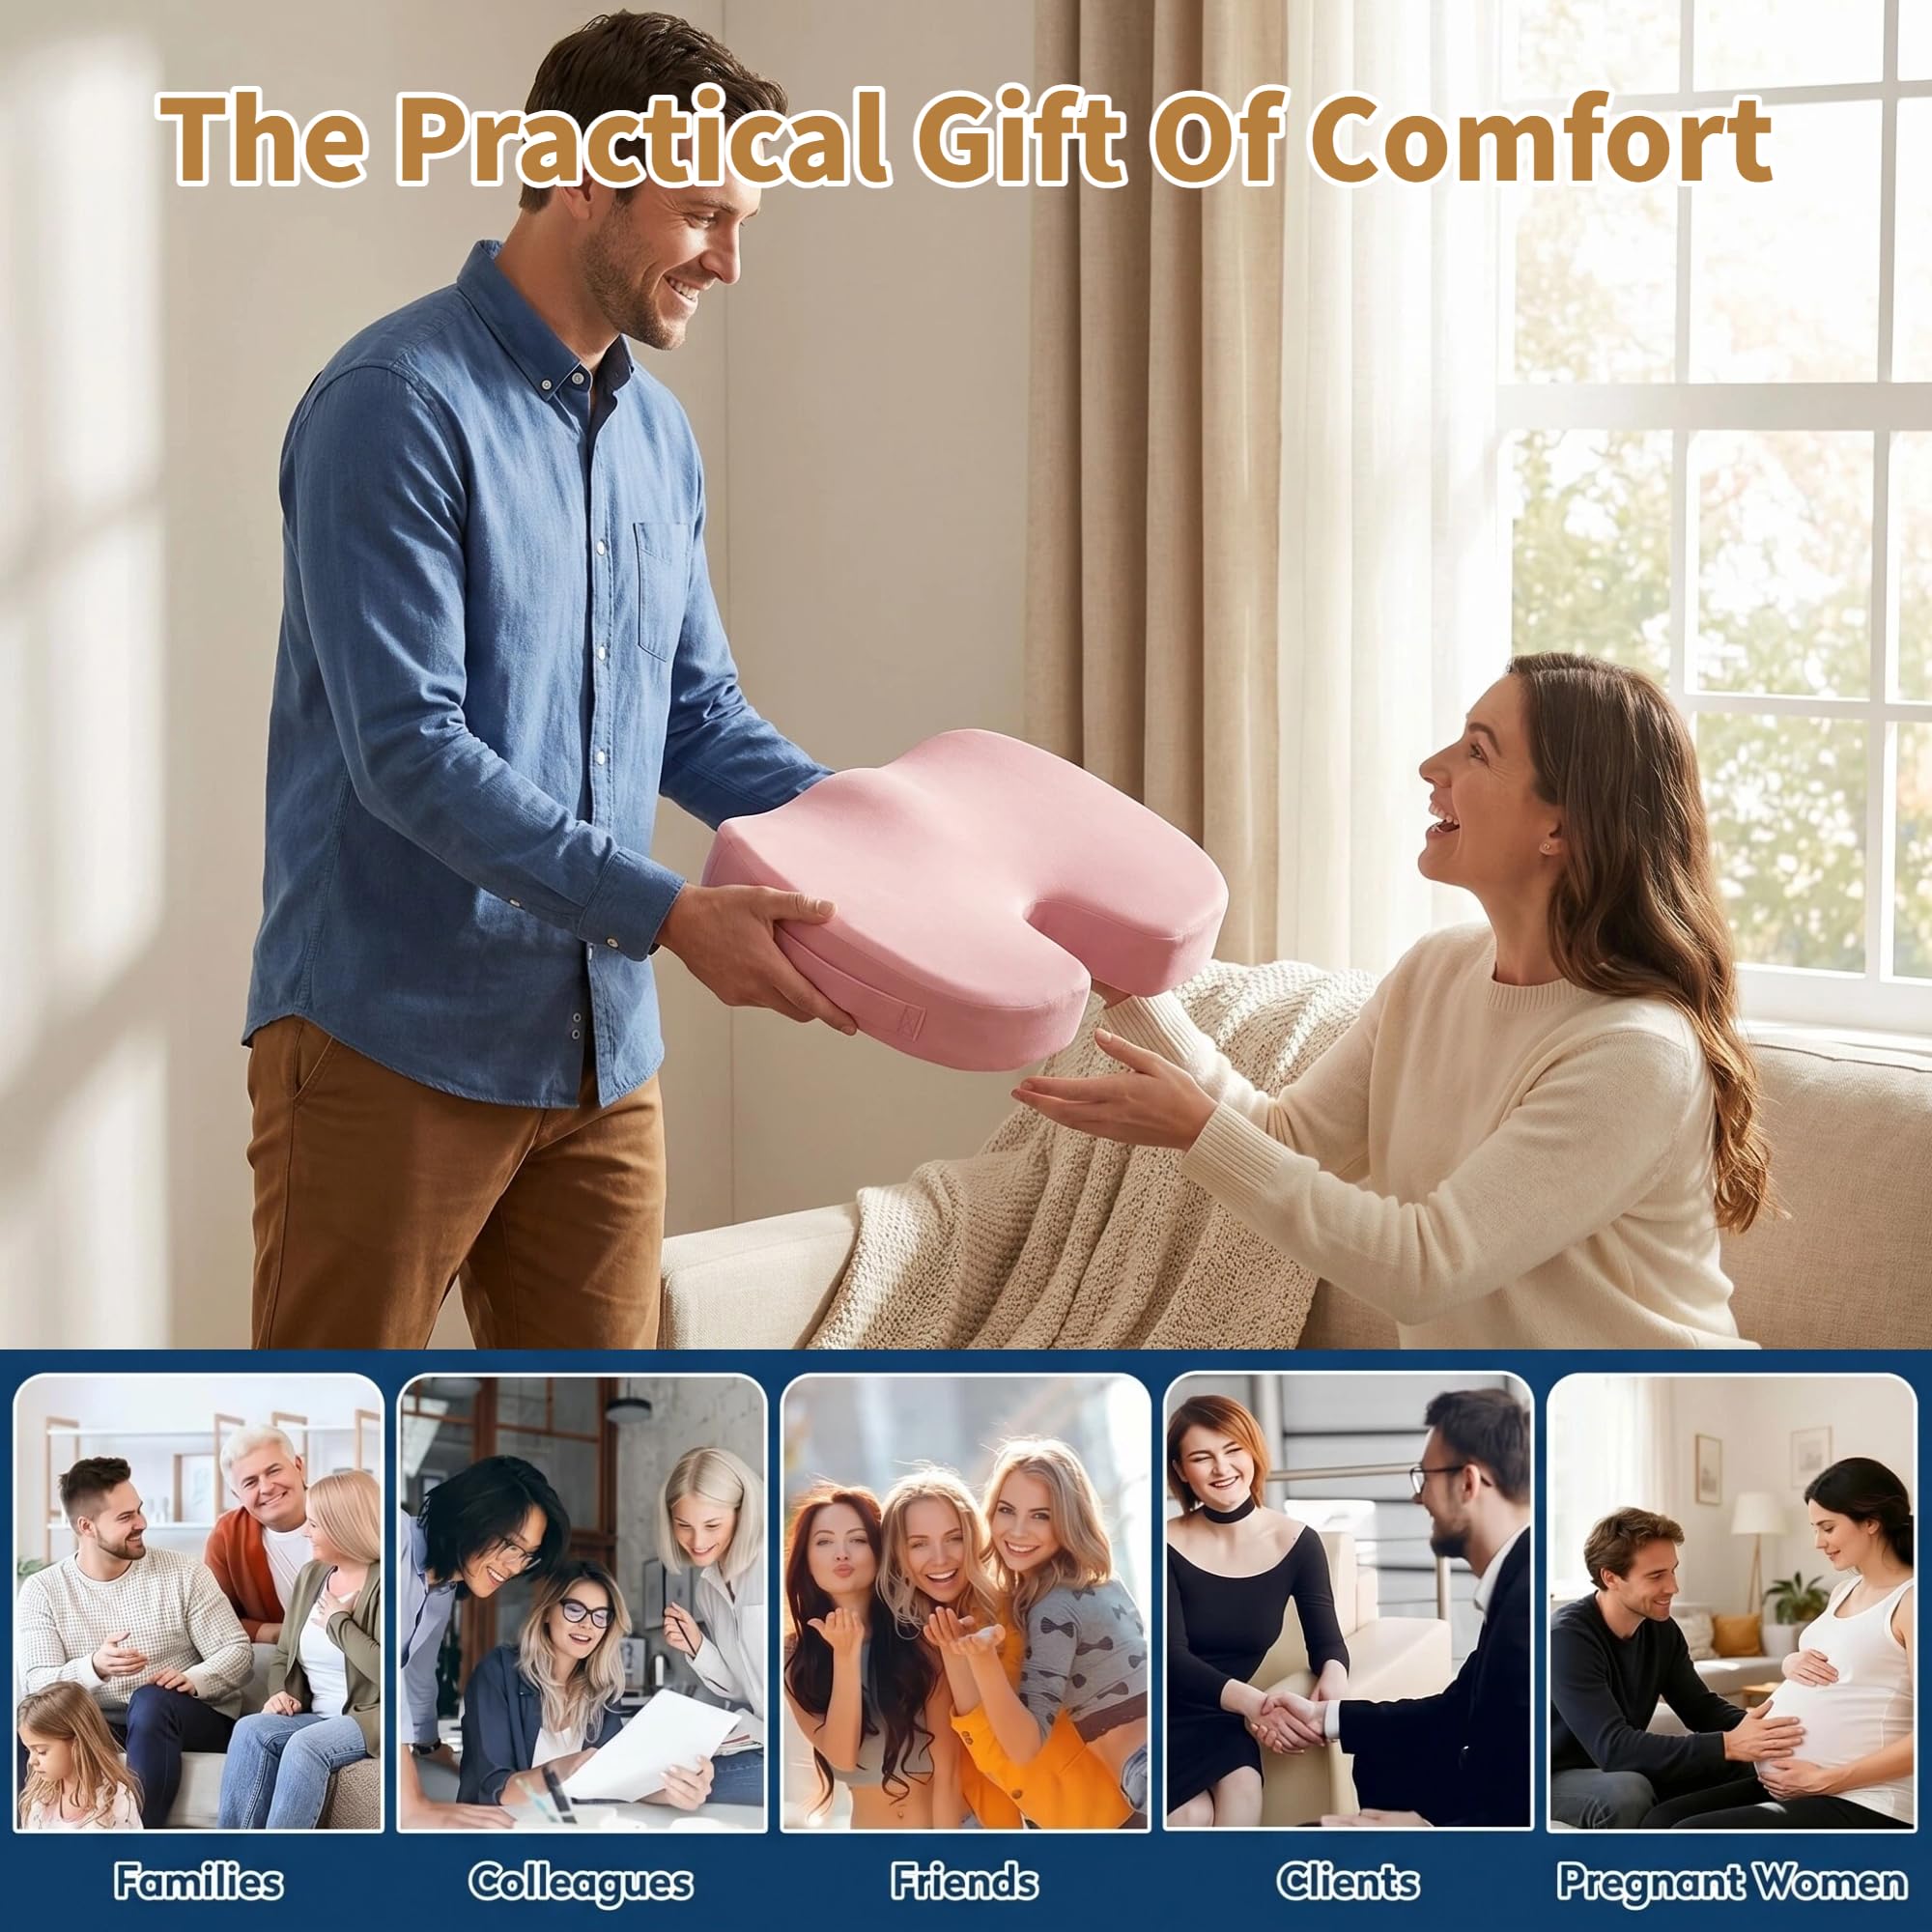 The Practical Gift Of Comfort
Families
Colleagues
Friends
Clients
Pregnant Women